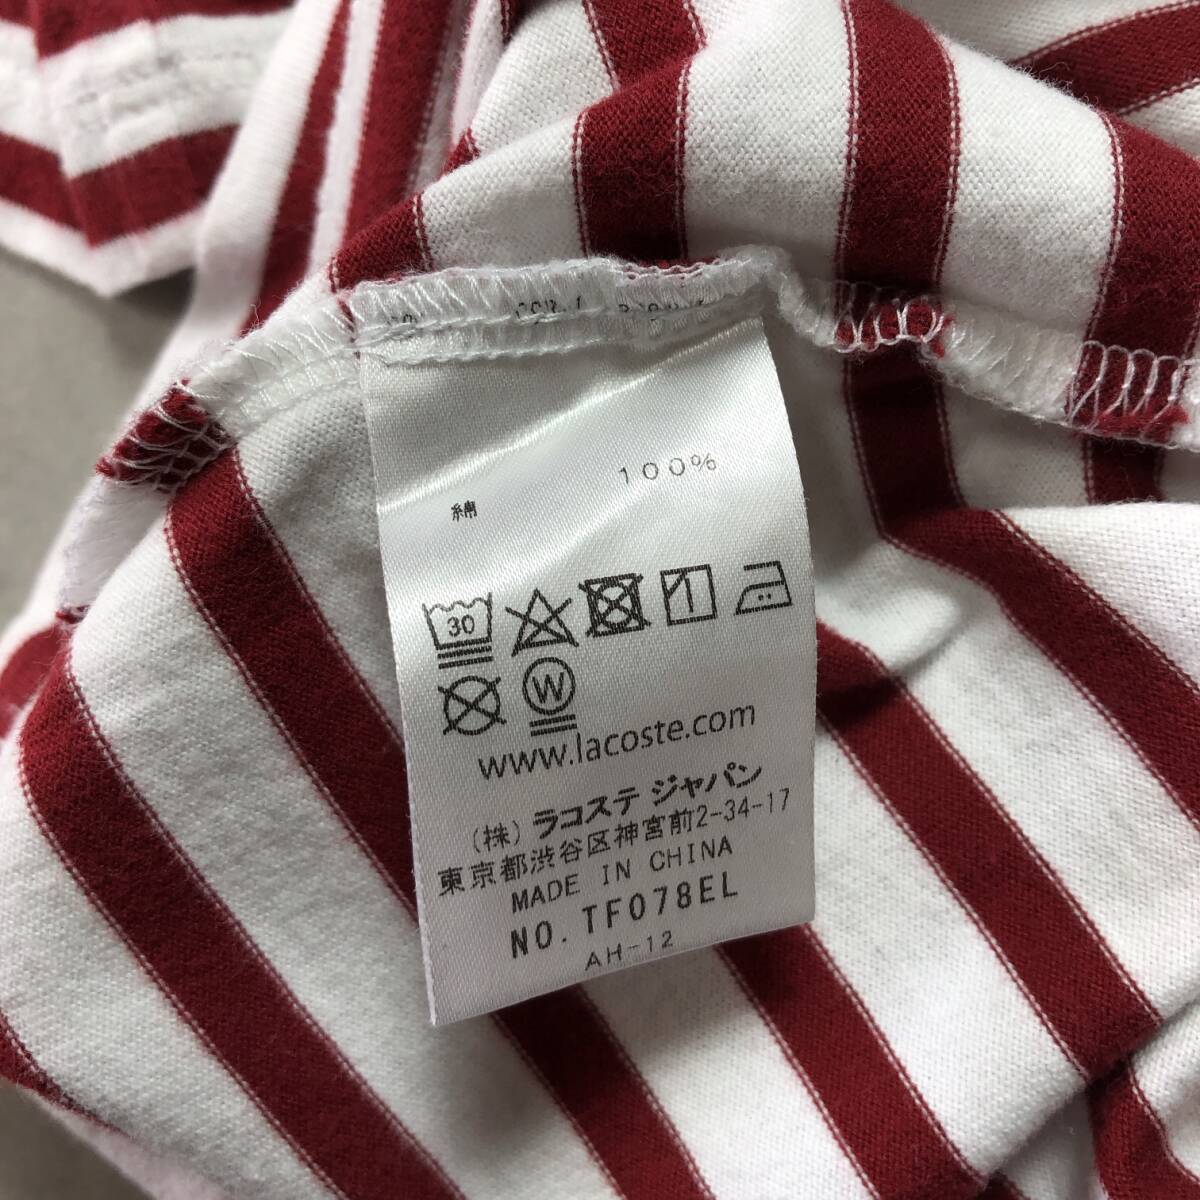 綿 100%
30
W
www.lacoste.com
(株) ラコステ ジャパン
東京都渋谷区神宮前2-34-17
MADE IN CHINA
NO. TF078EL
AH-12